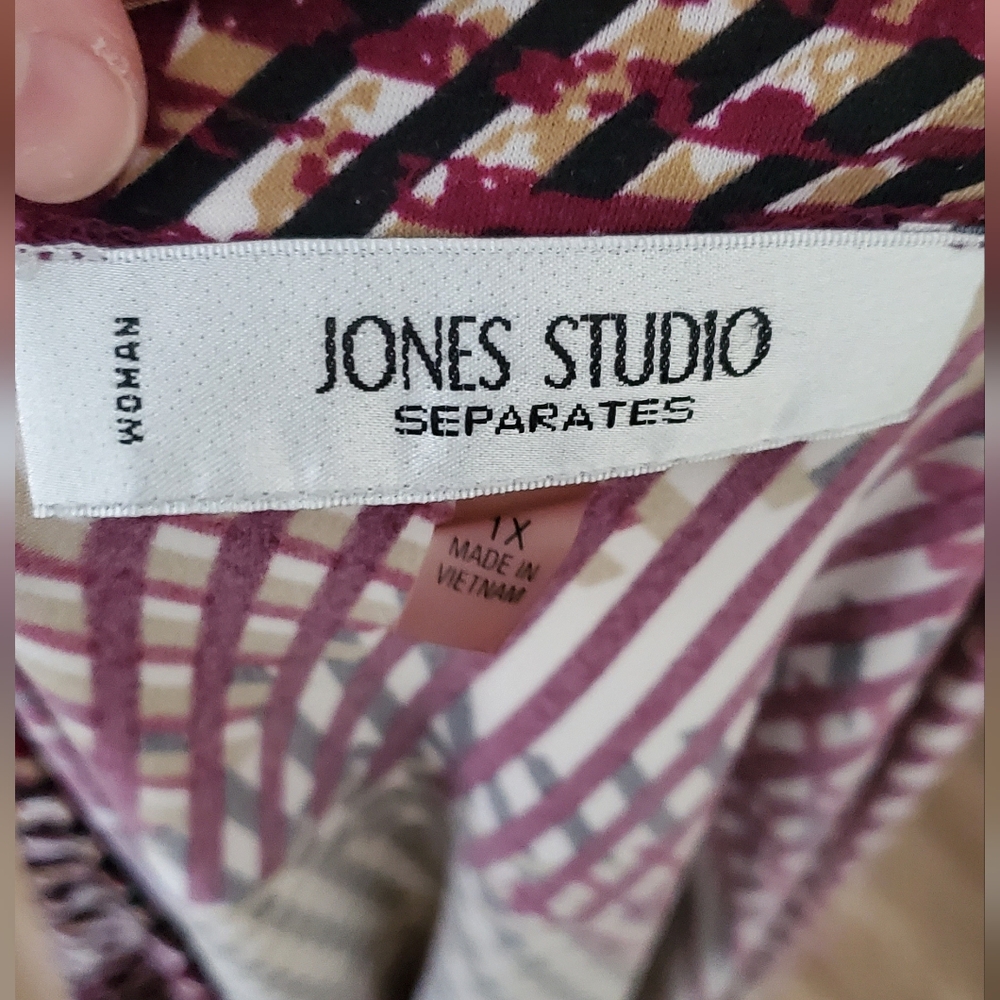 WOMAN
JONES STUDIO
SEPARATES
1X
MADE IN
VIETNAM